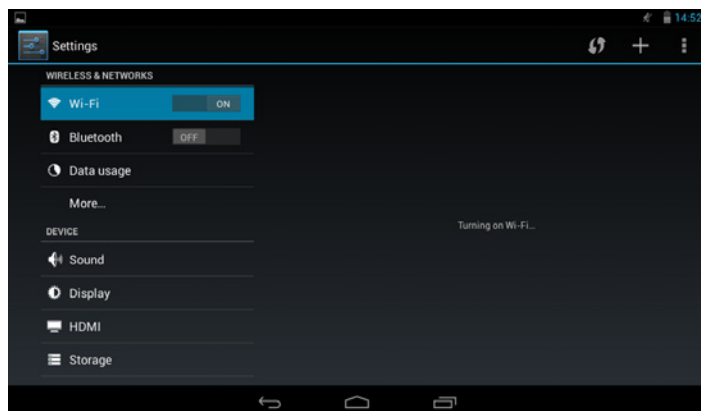 14:52
Settings
WIRELESS & NETWORKS
Wi-Fi ON
Bluetooth OFF
Data usage
More...
Turning on Wi-Fi...
DEVICE
Sound
Display
HDMI
Storage